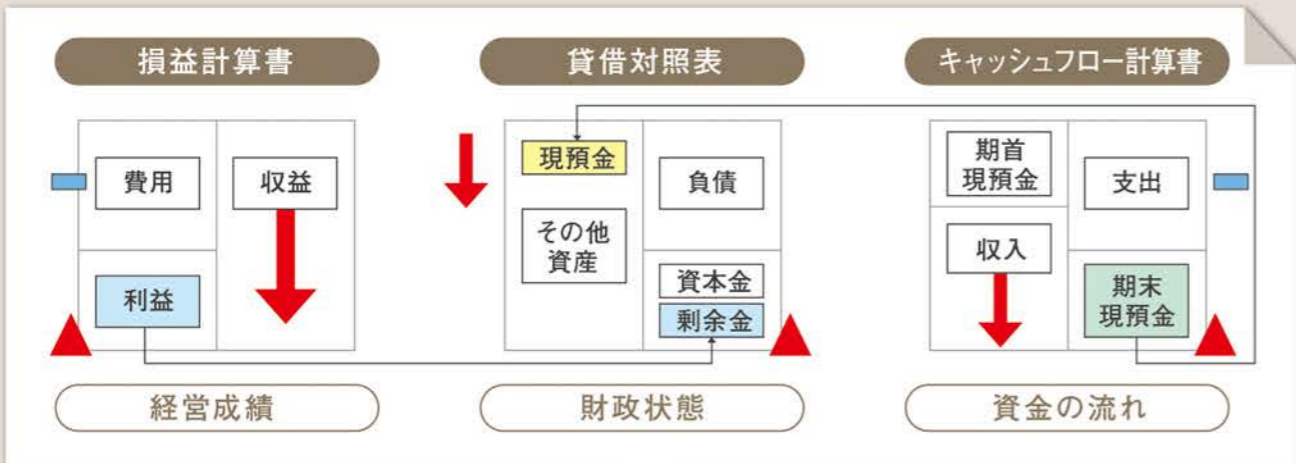 損益計算書
貸借対照表
キャッシュフロー計算書
費用
収益
利益
現預金
その他
資産
負債
資本金
剰余金
期首
現預金
収入
支出
期末
現預金
経営成績
財政状態
資金の流れ